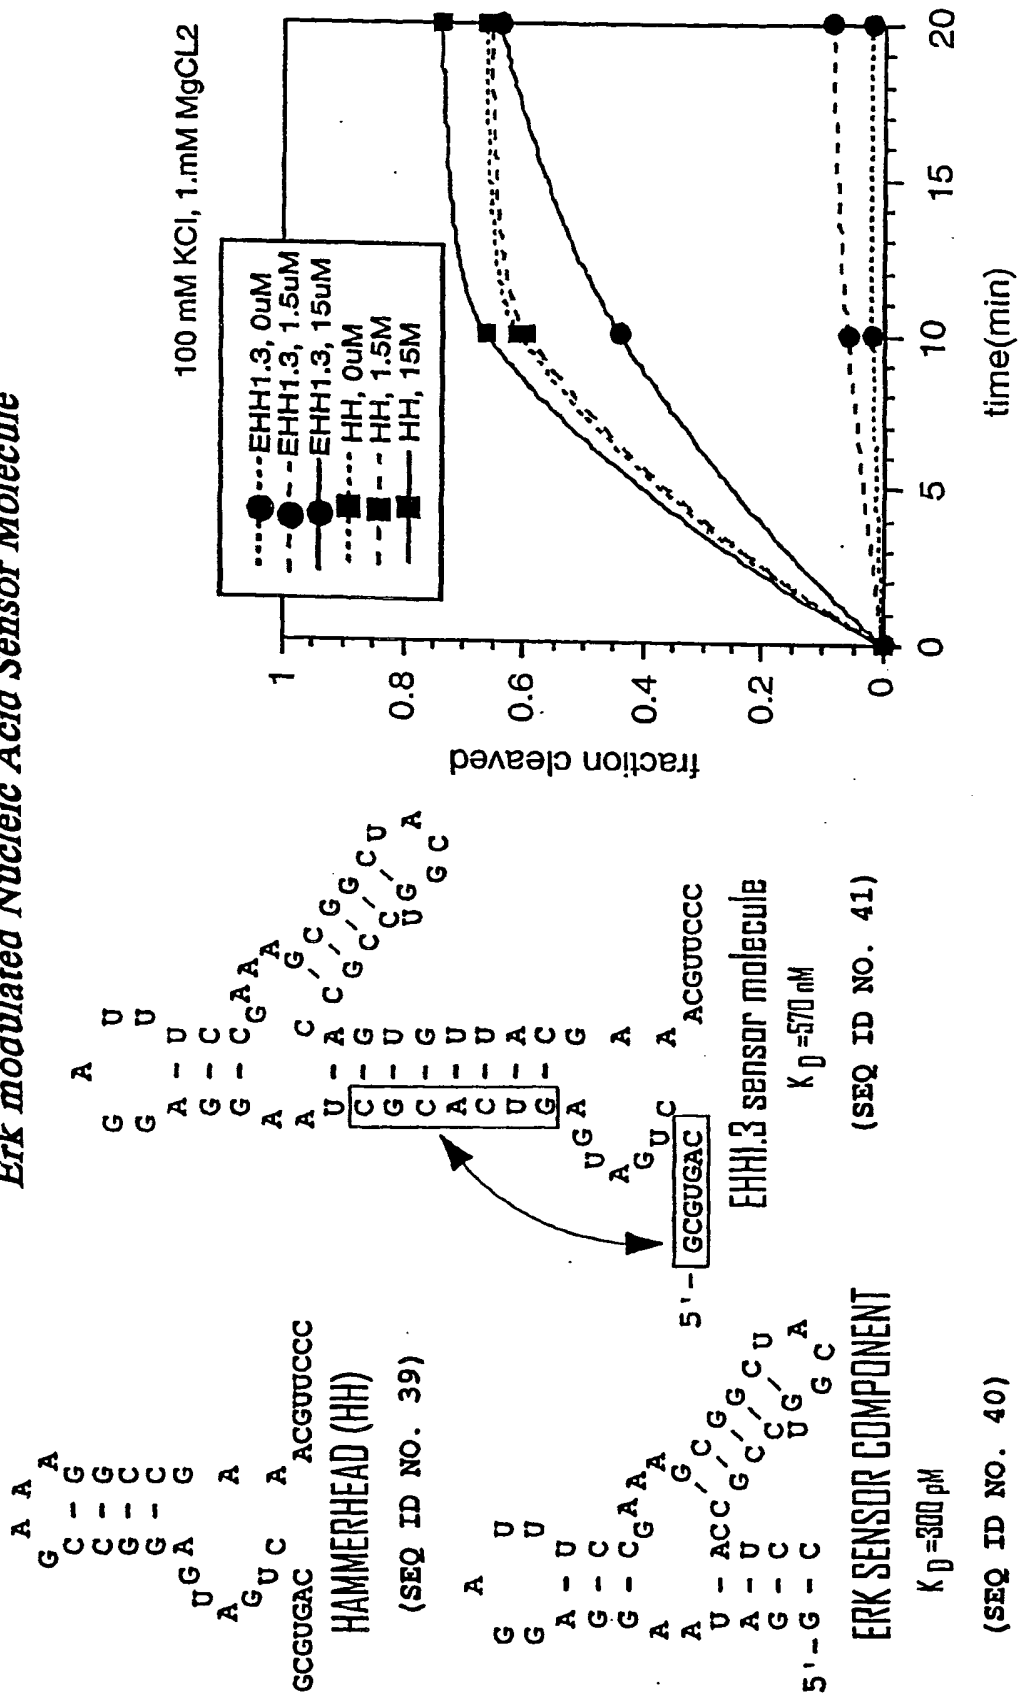 Erk modulated Nucleic Acid Sensor Molecule
G A A A
C - G
C - G
G - C
G - C
U G A G
A G U C A A
GCGUGAC ACGUUCCC
HAMMERHEAD (HH)
(SEQ ID NO. 39)
G A U
G U
A - U
G - C
G - C
G A A A
A A
U - A C C
A - U
G - C
5'-G - C
G C G G C U
G C C U G G C A
ERK SENSOR COMPONENT
K D =300 pM
(SEQ ID NO. 40)
G A U
G U
A - U
G - C
G - C
G A A A
A A C C
G C G G C U
G C C U G G C A
U - A
C - G
G - U
C - G
A - U
C - U
U - A
G - C
A G
U G A
A G U C A
5'- GCGUGAC ACGUUCCC
EHH1.3 sensor molecule
K D =570 nM
(SEQ ID NO. 41)
100 mM KCl, 1.mM MgCL2
EHH1.3, 0uM
EHH1.3, 1.5uM
EHH1.3, 15uM
HH, 0uM
HH, 1.5M
HH, 15M
fraction cleaved
1
0.8
0.6
0.4
0.2
0
0 5 10 15 20
time(min)